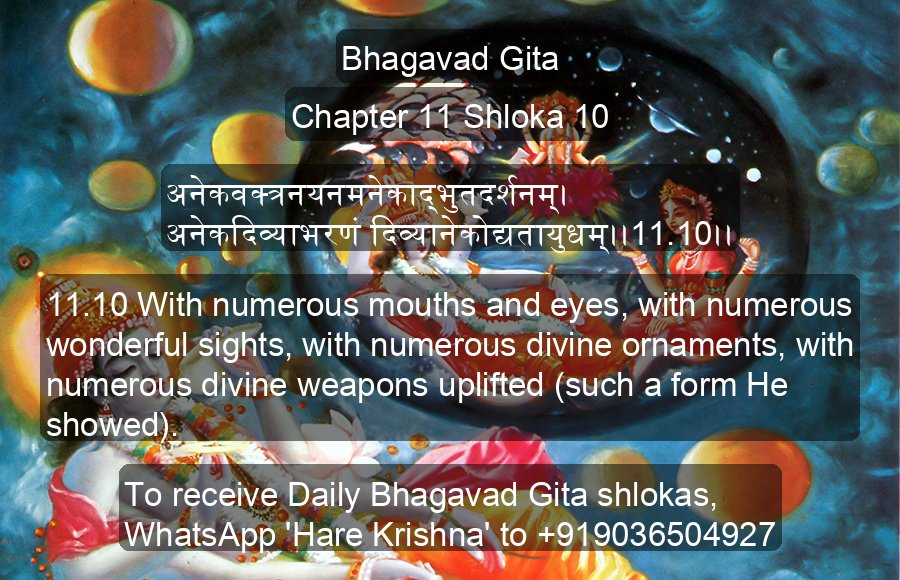 Bhagavad Gita
Chapter 11 Shloka 10
अनेकवक्त्रनयनमनेकाद्भुतदर्शनम्।
अनेकदिव्याभरणं दिव्यानेकोद्यतायुधम्।।11.10।।
11.10 With numerous mouths and eyes, with numerous
wonderful sights, with numerous divine ornaments, with
numerous divine weapons uplifted (such a form He
showed).
To receive Daily Bhagavad Gita shlokas,
WhatsApp 'Hare Krishna' to +919036504927